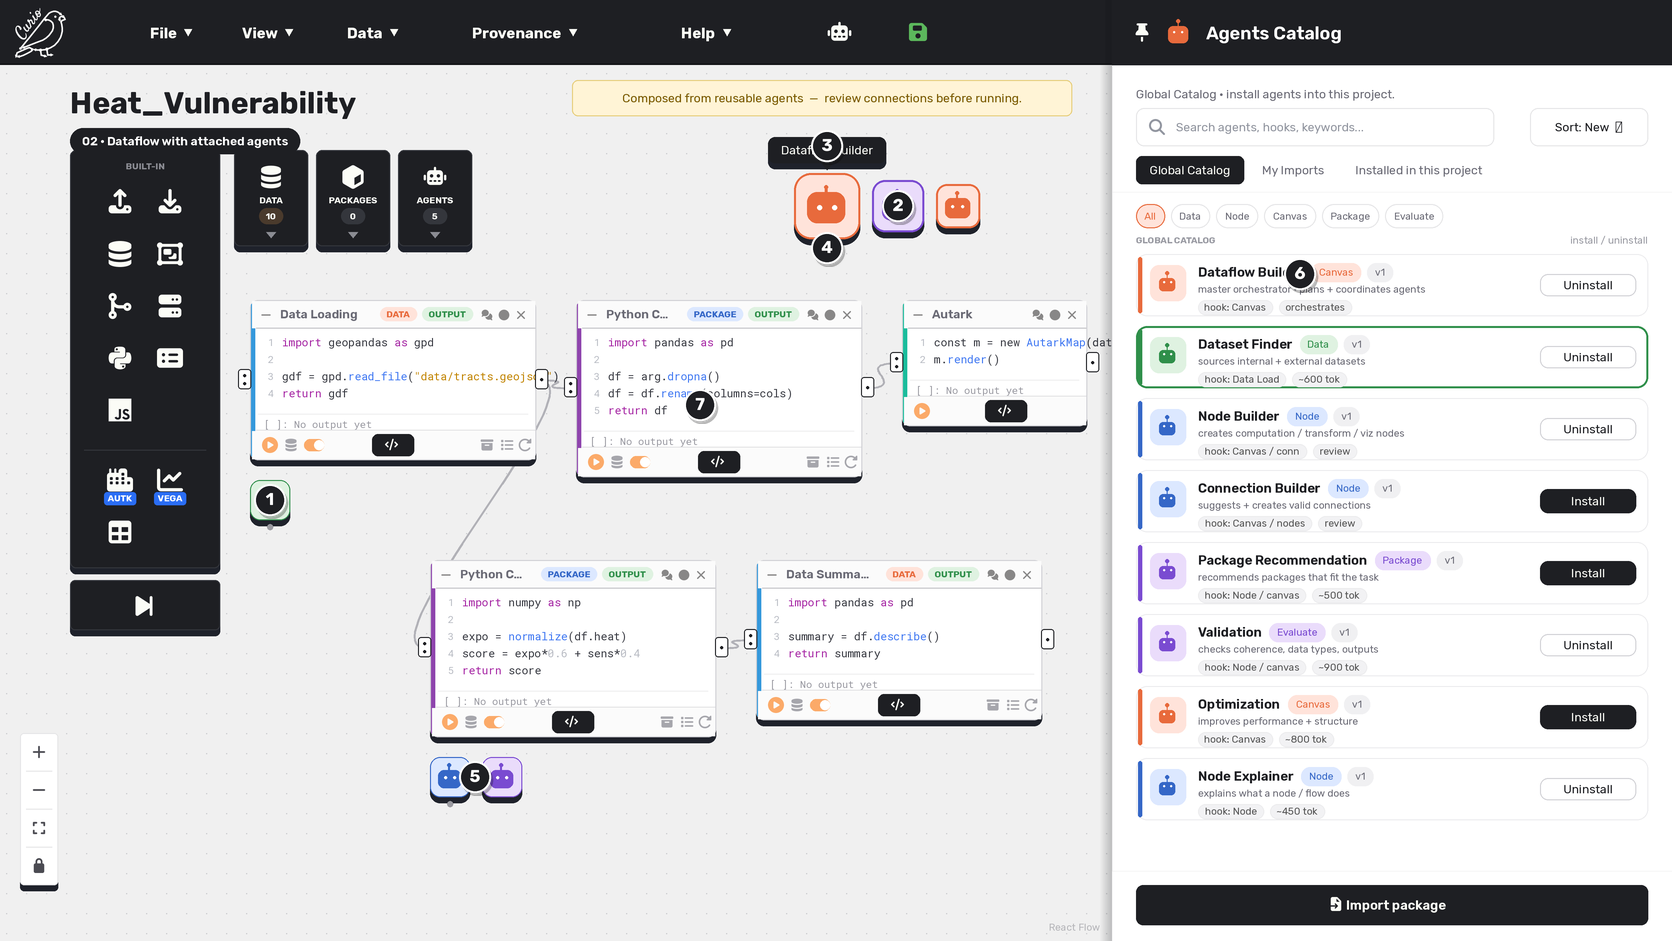 Curio
File ▼
View ▼
Data ▼
Provenance ▼
Help ▼
Agents Catalog
Heat_Vulnerability
02 • Dataflow with attached agents
Composed from reusable agents — review connections before running.
BUILT-IN
AUTK
VEGA
DATA
10
PACKAGES
0
AGENTS
5
3
2
4
Data Loading
DATA
OUTPUT
1 import geopandas as gpd
2
3 gdf = gpd.read_file("data/tracts.geojson")
4 return gdf
[ ]: No output yet
</>
1
Python C...
PACKAGE
OUTPUT
1 import pandas as pd
2
3 df = arg.dropna()
4 df = df.rename(columns=cols)
5 return df
7
[ ]: No output yet
</>
Autark
1 const m = new AutarkMap(dat
2 m.render()
[ ]: No output yet
</>
Python C...
PACKAGE
OUTPUT
1 import numpy as np
2
3 expo = normalize(df.heat)
4 score = expo*0.6 + sens*0.4
5 return score
[ ]: No output yet
</>
5
Data Summa...
DATA
OUTPUT
1 import pandas as pd
2
3 summary = df.describe()
4 return summary
[ ]: No output yet
</>
React Flow
Global Catalog • install agents into this project.
Search agents, hooks, keywords...
Sort: New
Global Catalog
My Imports
Installed in this project
All
Data
Node
Canvas
Package
Evaluate
GLOBAL CATALOG
install / uninstall
Dataflow Builder
6
Canvas
v1
master orchestrator • plans + coordinates agents
hook: Canvas
orchestrates
Uninstall
Dataset Finder
Data
v1
sources internal + external datasets
hook: Data Load
~600 tok
Uninstall
Node Builder
Node
v1
creates computation / transform / viz nodes
hook: Canvas / conn
review
Uninstall
Connection Builder
Node
v1
suggests + creates valid connections
hook: Canvas / nodes
review
Install
Package Recommendation
Package
v1
recommends packages that fit the task
hook: Node / canvas
~500 tok
Install
Validation
Evaluate
v1
checks coherence, data types, outputs
hook: Node / canvas
~900 tok
Uninstall
Optimization
Canvas
v1
improves performance + structure
hook: Canvas
~800 tok
Install
Node Explainer
Node
v1
explains what a node / flow does
hook: Node
~450 tok
Uninstall
Import package